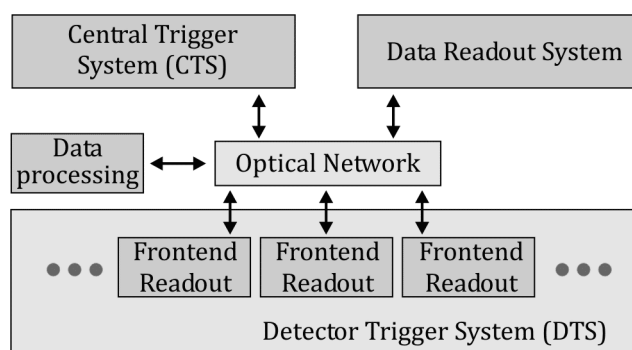 Central Trigger
System (CTS)
Data Readout System
Data
processing
Optical Network
Frontend
Readout
Frontend
Readout
Frontend
Readout
Detector Trigger System (DTS)